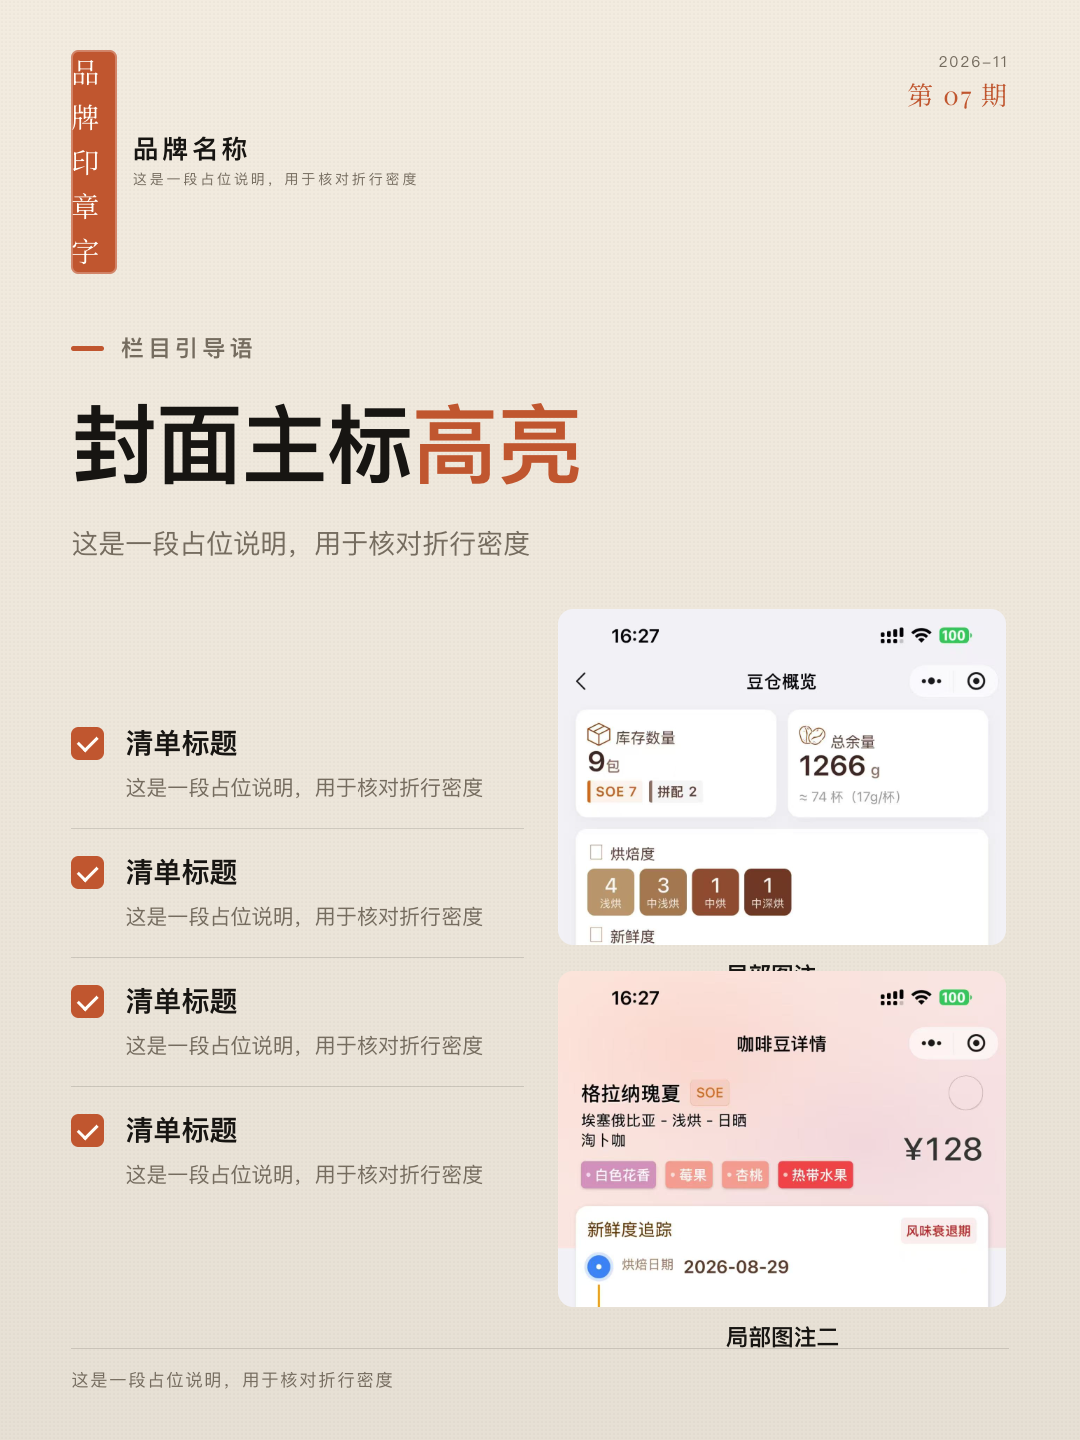 品牌印章字
品牌名称
这是一段占位说明，用于核对折行密度
2026–11
第 07 期
栏目引导语
封面主标高亮
这是一段占位说明，用于核对折行密度
清单标题
这是一段占位说明，用于核对折行密度
清单标题
这是一段占位说明，用于核对折行密度
清单标题
这是一段占位说明，用于核对折行密度
清单标题
这是一段占位说明，用于核对折行密度
16:27
100
豆仓概览
库存数量
9包
SOE 7 拼配 2
总余量
1266 g
≈ 74 杯（17g/杯）
烘焙度
4 浅烘
3 中浅烘
1 中烘
1 中深烘
新鲜度
局部图注一
16:27
100
咖啡豆详情
格拉纳瑰夏 SOE
埃塞俄比亚 - 浅烘 - 日晒
淘卜咖
¥128
白色花香 莓果 杏桃 热带水果
新鲜度追踪
风味衰退期
烘焙日期 2026-08-29
局部图注二
这是一段占位说明，用于核对折行密度